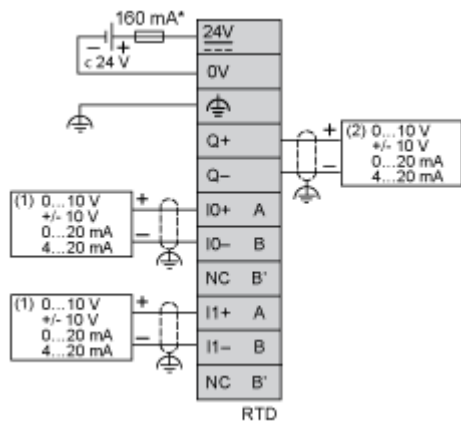 160 mA*
24V
− +
c 24 V
0V
Q+
+ (2) 0...10 V
+/- 10 V
0...20 mA
− 4...20 mA
Q−
(1) 0...10 V +
+/- 10 V
0...20 mA −
4...20 mA
I0+ A
I0− B
NC B'
(1) 0...10 V +
+/- 10 V
0...20 mA −
4...20 mA
I1+ A
I1− B
NC B'
RTD